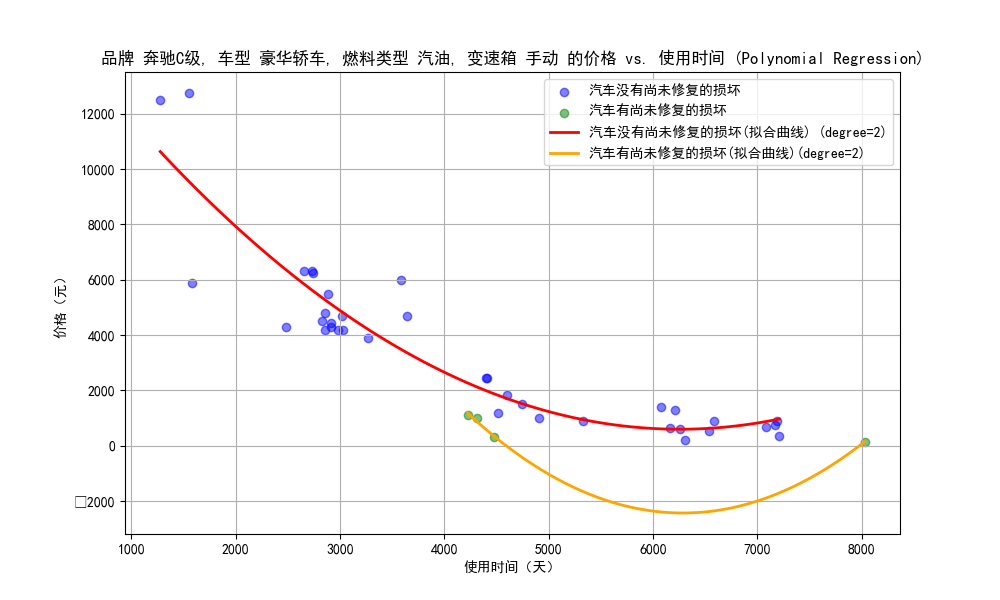 品牌 奔驰C级, 车型 豪华轿车, 燃料类型 汽油, 变速箱 手动 的价格 vs. 使用时间 (Polynomial Regression)
汽车没有尚未修复的损坏
汽车有尚未修复的损坏
汽车没有尚未修复的损坏(拟合曲线) (degree=2)
汽车有尚未修复的损坏(拟合曲线)(degree=2)
12000
10000
8000
6000
4000
2000
0
□2000
价格（元）
1000 2000 3000 4000 5000 6000 7000 8000
使用时间（天）